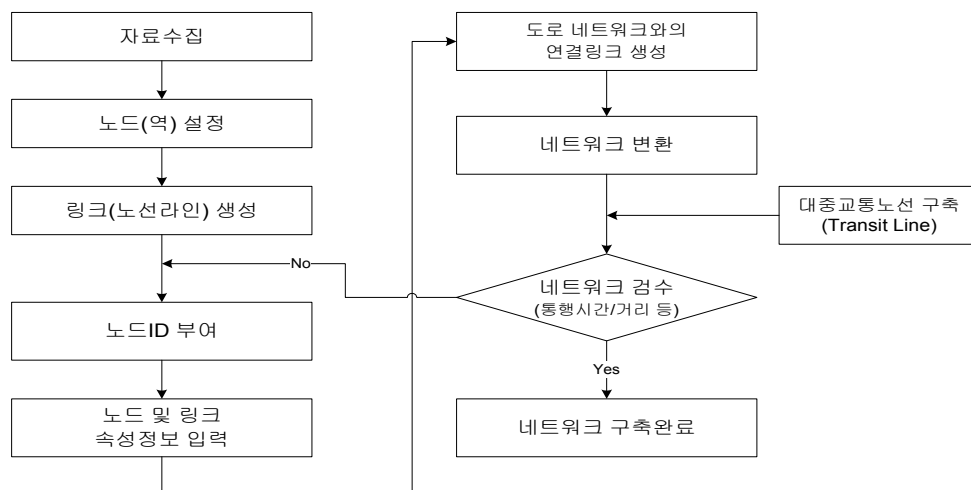 자료수집
노드(역) 설정
링크(노선라인) 생성
No
노드ID 부여
노드 및 링크
속성정보 입력
도로 네트워크와의
연결링크 생성
네트워크 변환
대중교통노선 구축
(Transit Line)
네트워크 검수
(통행시간/거리 등)
Yes
네트워크 구축완료